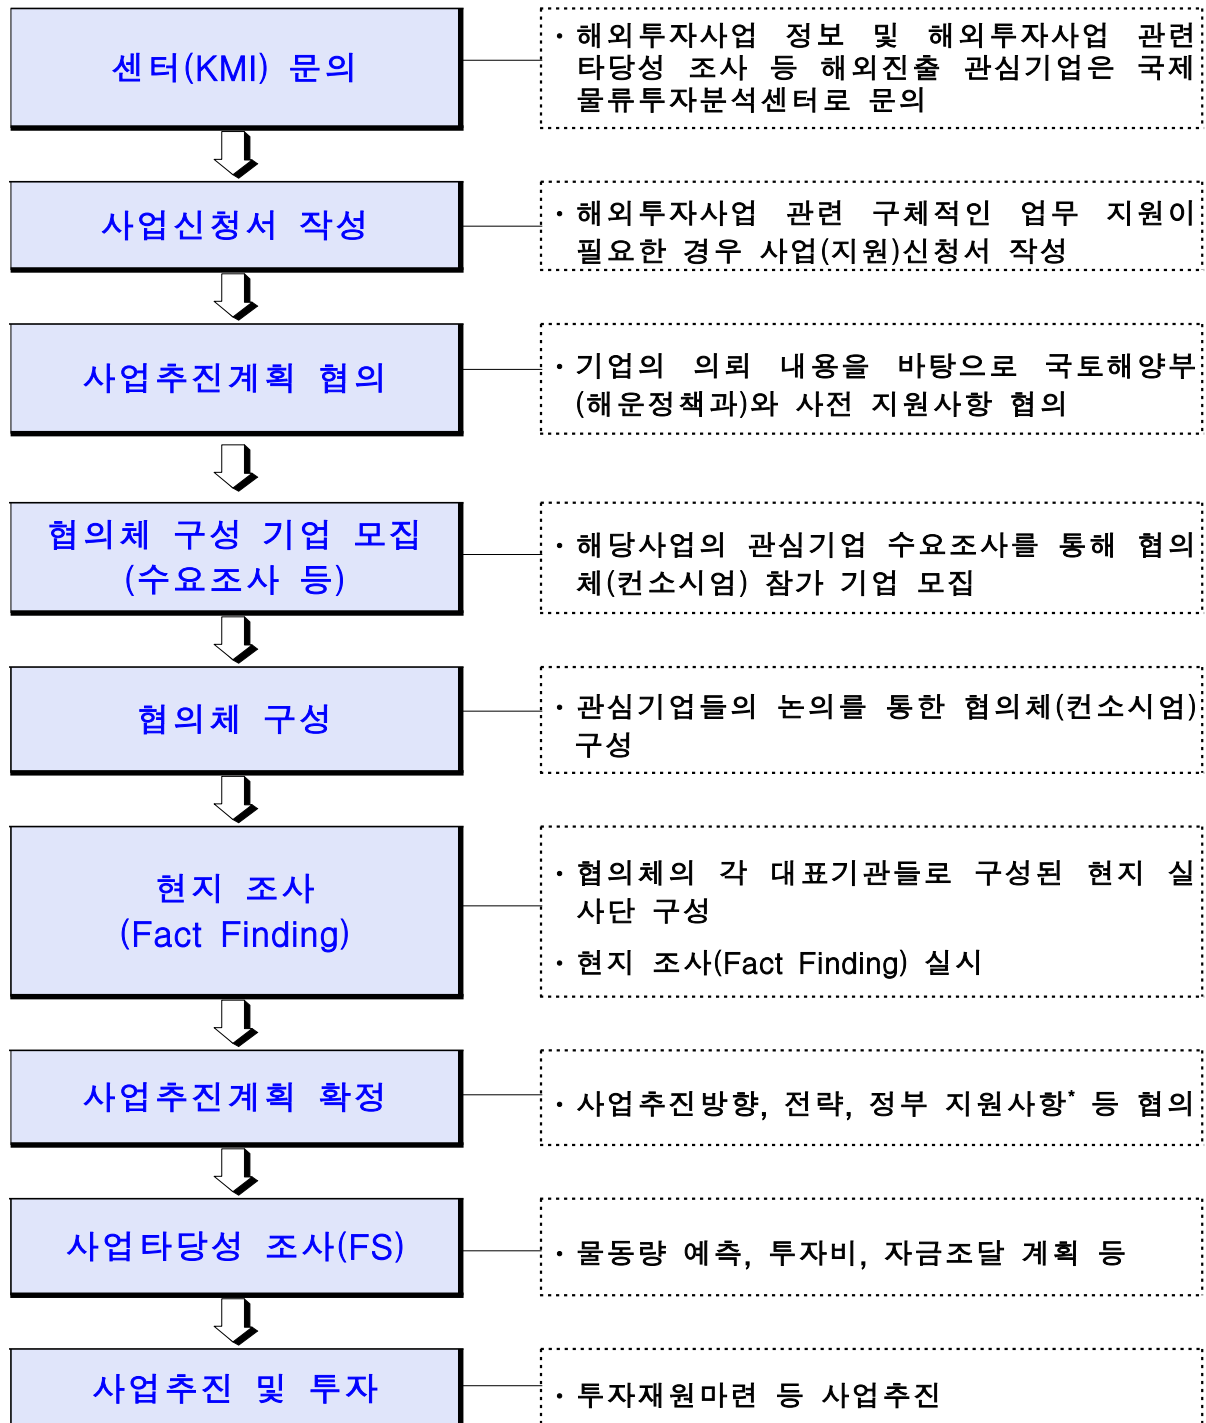 센터(KMI) 문의
· 해외투자사업 정보 및 해외투자사업 관련
타당성 조사 등 해외진출 관심기업은 국제
물류투자분석센터로 문의
사업신청서 작성
· 해외투자사업 관련 구체적인 업무 지원이
필요한 경우 사업(지원)신청서 작성
사업추진계획 협의
· 기업의 의뢰 내용을 바탕으로 국토해양부
(해운정책과)와 사전 지원사항 협의
협의체 구성 기업 모집
(수요조사 등)
· 해당사업의 관심기업 수요조사를 통해 협의
체(컨소시엄) 참가 기업 모집
협의체 구성
· 관심기업들의 논의를 통한 협의체(컨소시엄)
구성
현지 조사
(Fact Finding)
· 협의체의 각 대표기관들로 구성된 현지 실
사단 구성
· 현지 조사(Fact Finding) 실시
사업추진계획 확정
· 사업추진방향, 전략, 정부 지원사항* 등 협의
사업타당성 조사(FS)
· 물동량 예측, 투자비, 자금조달 계획 등
사업추진 및 투자
· 투자재원마련 등 사업추진